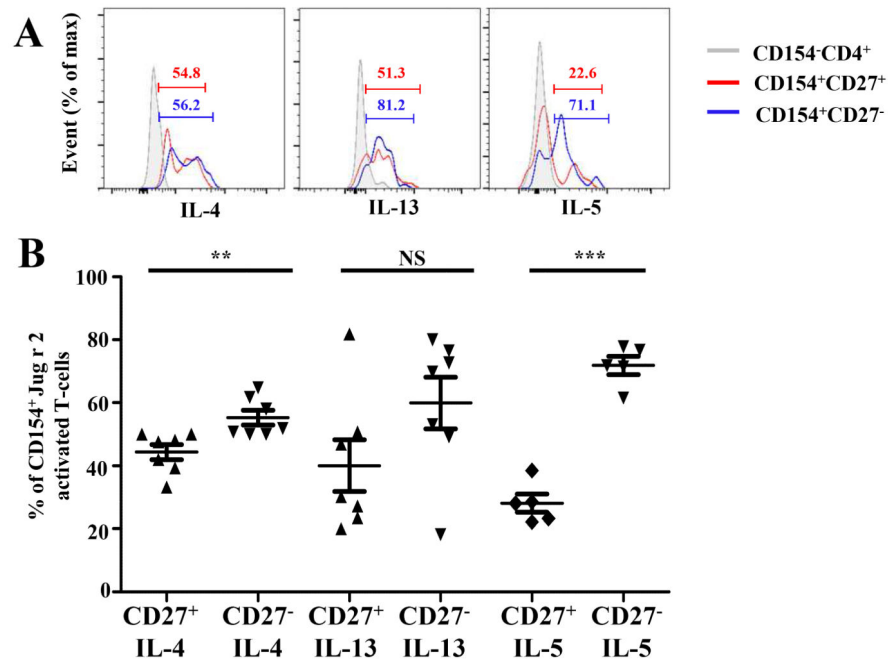 A
Event (% of max)
54.8
56.2
IL-4
51.3
81.2
IL-13
22.6
71.1
IL-5
CD154⁻CD4⁺
CD154⁺CD27⁺
CD154⁺CD27⁻
B
% of CD154⁺ Jug r 2
activated T-cells
100
80
60
40
20
0
**
NS
***
CD27⁺
IL-4
CD27⁻
IL-4
CD27⁺
IL-13
CD27⁻
IL-13
CD27⁺
IL-5
CD27⁻
IL-5